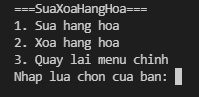 ===SuaXoaHangHoa===
1. Sua hang hoa
2. Xoa hang hoa
3. Quay lai menu chinh
Nhap lua chon cua ban: